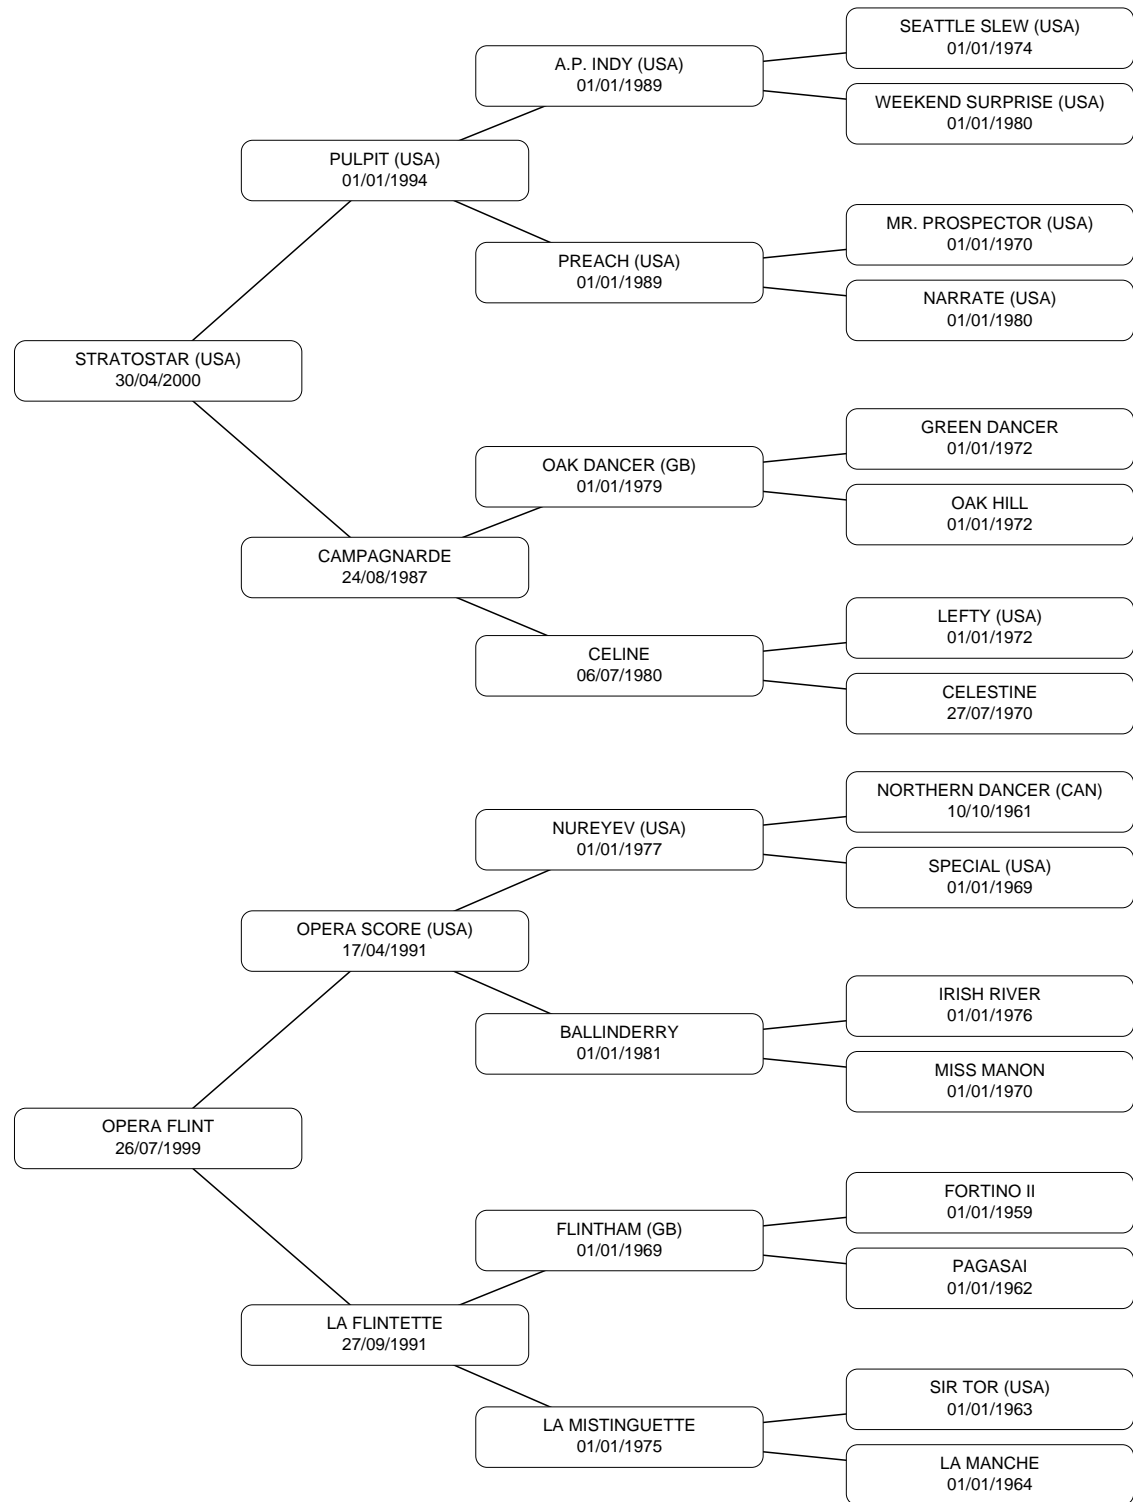 SEATTLE SLEW (USA)
01/01/1974
A.P. INDY (USA)
01/01/1989
WEEKEND SURPRISE (USA)
01/01/1980
PULPIT (USA)
01/01/1994
MR. PROSPECTOR (USA)
01/01/1970
PREACH (USA)
01/01/1989
NARRATE (USA)
01/01/1980
STRATOSTAR (USA)
30/04/2000
GREEN DANCER
01/01/1972
OAK DANCER (GB)
01/01/1979
OAK HILL
01/01/1972
CAMPAGNARDE
24/08/1987
LEFTY (USA)
01/01/1972
CELINE
06/07/1980
CELESTINE
27/07/1970
NORTHERN DANCER (CAN)
10/10/1961
NUREYEV (USA)
01/01/1977
SPECIAL (USA)
01/01/1969
OPERA SCORE (USA)
17/04/1991
IRISH RIVER
01/01/1976
BALLINDERRY
01/01/1981
MISS MANON
01/01/1970
OPERA FLINT
26/07/1999
FORTINO II
01/01/1959
FLINTHAM (GB)
01/01/1969
PAGASAI
01/01/1962
LA FLINTETTE
27/09/1991
SIR TOR (USA)
01/01/1963
LA MISTINGUETTE
01/01/1975
LA MANCHE
01/01/1964